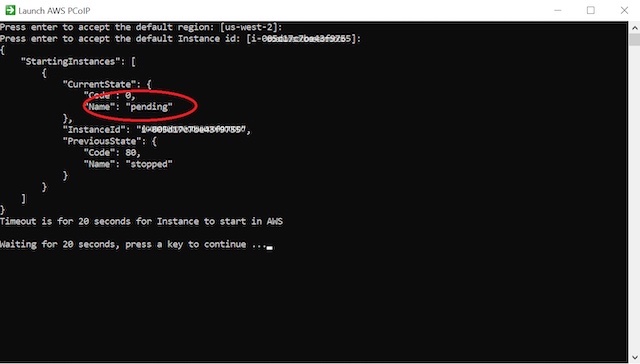 Launch AWS PCoIP
Press enter to accept the default region: [us-west-2]:
Press enter to accept the default Instance id: [
]:
{
"StartingInstances": [
{
"CurrentState": {
"Code": 0,
"Name": "pending"
},
"InstanceId": "
",
"PreviousState": {
"Code": 80,
"Name": "stopped"
}
}
]
}
Timeout is for 20 seconds for Instance to start in AWS
Waiting for 20 seconds, press a key to continue ...